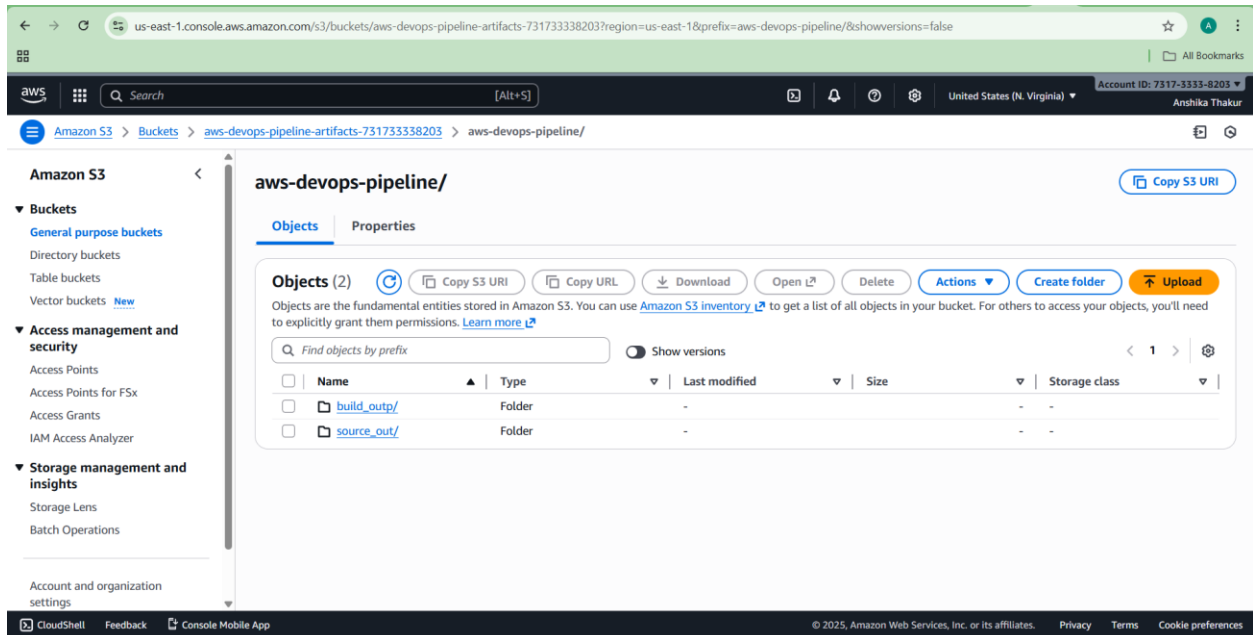 us-east-1.console.aws.amazon.com/s3/buckets/aws-devops-pipeline-artifacts-731733338203?region=us-east-1&prefix=aws-devops-pipeline/&showversions=false
A
All Bookmarks
aws
Search [Alt+S]
United States (N. Virginia) ▼
Account ID: 7317-3333-8203 ▼
Anshika Thakur
Amazon S3 > Buckets > aws-devops-pipeline-artifacts-731733338203 > aws-devops-pipeline/
Amazon S3
▼ Buckets
General purpose buckets
Directory buckets
Table buckets
Vector buckets New
▼ Access management and
security
Access Points
Access Points for FSx
Access Grants
IAM Access Analyzer
▼ Storage management and
insights
Storage Lens
Batch Operations
Account and organization
settings
aws-devops-pipeline/
Copy S3 URI
Objects Properties
Objects (2) Copy S3 URI Copy URL Download Open Delete Actions ▼ Create folder Upload
Objects are the fundamental entities stored in Amazon S3. You can use Amazon S3 inventory to get a list of all objects in your bucket. For others to access your objects, you'll need
to explicitly grant them permissions. Learn more
Find objects by prefix Show versions < 1 >
Name Type Last modified Size Storage class
build_outp/ Folder - - -
source_out/ Folder - - -
CloudShell Feedback Console Mobile App © 2025, Amazon Web Services, Inc. or its affiliates. Privacy Terms Cookie preferences